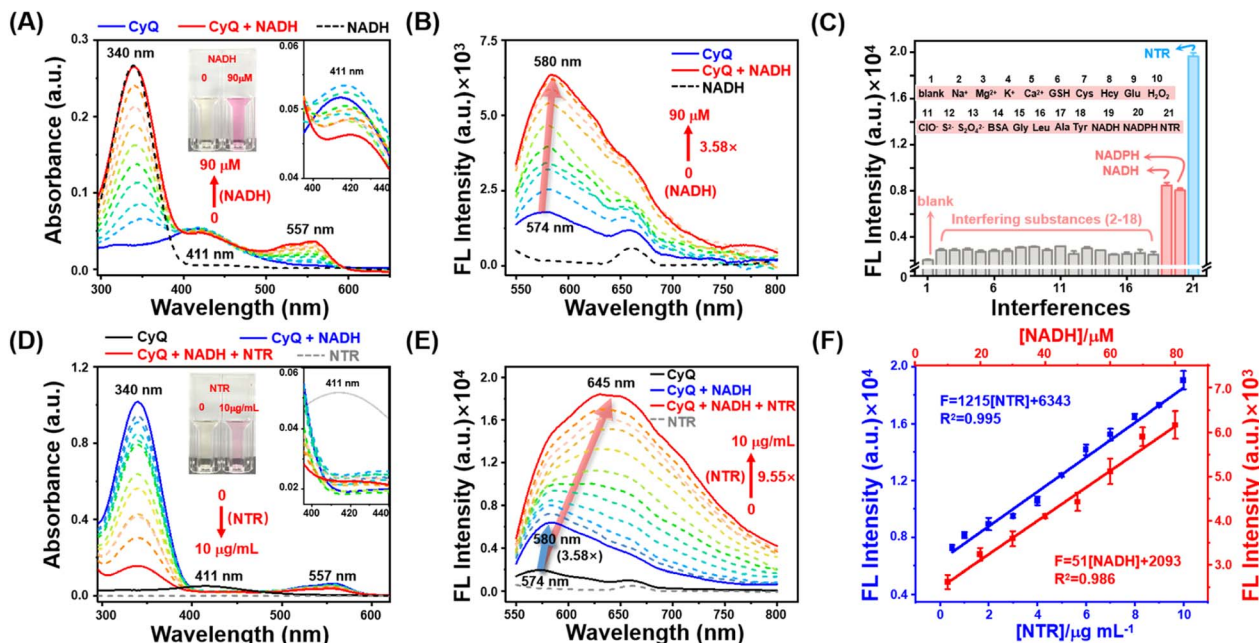 (A)
CyQ CyQ + NADH NADH
Absorbance (a.u.)
0.3
0.2
0.1
0.0
340 nm
NADH
0 90μM
90 μM
(NADH)
0
411 nm
557 nm
0.06
0.05
0.04
411 nm
400 420 440
300 400 500 600
Wavelength (nm)
(B)
FL Intensity (a.u.)×10³
7.5
5.0
2.5
0.0
580 nm
574 nm
CyQ
CyQ + NADH
NADH
90 μM
3.58×
0
(NADH)
550 600 650 700 750 800
Wavelength (nm)
(C)
FL Intensity (a.u.)×10⁴
2.0
1.6
1.2
0.8
0.4
0
NTR
1 2 3 4 5 6 7 8 9 10
blank Na⁺ Mg²⁺ K⁺ Ca²⁺ GSH Cys Hcy Glu H₂O₂
11 12 13 14 15 16 17 18 19 20 21
ClO⁻ S²⁻ S₂O₄²⁻ BSA Gly Leu Ala Tyr NADH NADPH NTR
NADPH
NADH
blank
Interfering substances (2-18)
1 6 11 16 21
Interferences
(D)
CyQ CyQ + NADH
CyQ + NADH + NTR NTR
Absorbance (a.u.)
1.2
0.9
0.6
0.3
0.0
340 nm
NTR
0 10μg/mL
0
(NTR)
10 μg/mL
411 nm
557 nm
0.06
0.04
0.02
411 nm
400 420 440
300 400 500 600
Wavelength (nm)
(E)
FL Intensity (a.u.)×10⁴
2.0
1.6
1.2
0.8
0.4
0.0
645 nm
CyQ
CyQ + NADH
CyQ + NADH + NTR
NTR
10 μg/mL
(NTR) 9.55×
0
580 nm
(3.58×)
574 nm
550 600 650 700 750 800
Wavelength (nm)
(F)
[NADH]/μM
0 20 40 60 80
FL Intensity (a.u.)×10⁴
2.0
1.6
1.2
0.8
0.4
F=1215[NTR]+6343
R²=0.995
F=51[NADH]+2093
R²=0.986
7.0
6.0
5.0
4.0
3.0
FL Intensity (a.u.)×10³
0 2 4 6 8 10
[NTR]/μg mL⁻¹